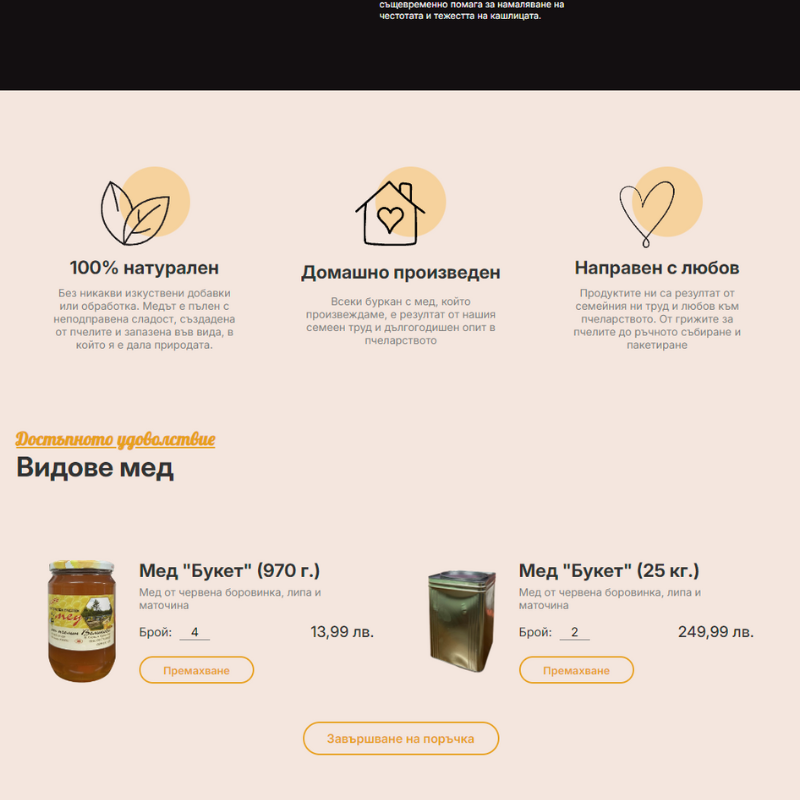 същевременно помага за намаляване на
честотата и тежестта на кашлицата.
100% натурален
Без никакви изкуствени добавки
или обработка. Медът е пълен с
неподправена сладост, създадена
от пчелите и запазена във вида, в
който я е дала природата.
Домашно произведен
Всеки буркан с мед, който
произвеждаме, е резултат от нашия
семеен труд и дългогодишен опит в
пчеларството
Направен с любов
Продуктите ни са резултат от
семейния ни труд и любов към
пчеларството. От грижите за
пчелите до ръчното събиране и
пакетиране
Достъпното удоволствие
Видове мед
Мед "Букет" (970 г.)
Мед от червена боровинка, липа и
маточина
Брой: 4 13,99 лв.
Премахване
мед
Мед "Букет" (25 кг.)
Мед от червена боровинка, липа и
маточина
Брой: 2 249,99 лв.
Премахване
Завършване на поръчка